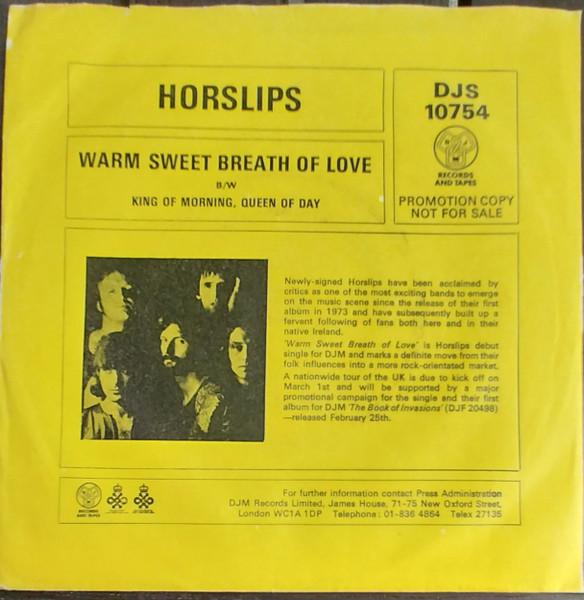 HORSLIPS
WARM SWEET BREATH OF LOVE
B/W
KING OF MORNING, QUEEN OF DAY
DJS
10754
RECORDS
AND TAPES
PROMOTION COPY
NOT FOR SALE
Newly-signed Horslips have been acclaimed by
critics as one of the most exciting bands to emerge
on the music scene since the release of their first
album in 1973 and have subsequently built up a
fervent following of fans both here and in their
native Ireland.
'Warm Sweet Breath of Love' is Horslips debut
single for DJM and marks a definite move from their
folk influences into a more rock-orientated market.
A nationwide tour of the UK is due to kick off on
March 1st and will be supported by a major
promotional campaign for the single and their first
album for DJM 'The Book of Invasions' (DJF 20498)
—released February 25th.
RECORDS
AND TAPES
For further information contact Press Administration
DJM Records Limited, James House, 71-75 New Oxford Street,
London WC1A 1DP Telephone: 01-836 4864 Telex 27135